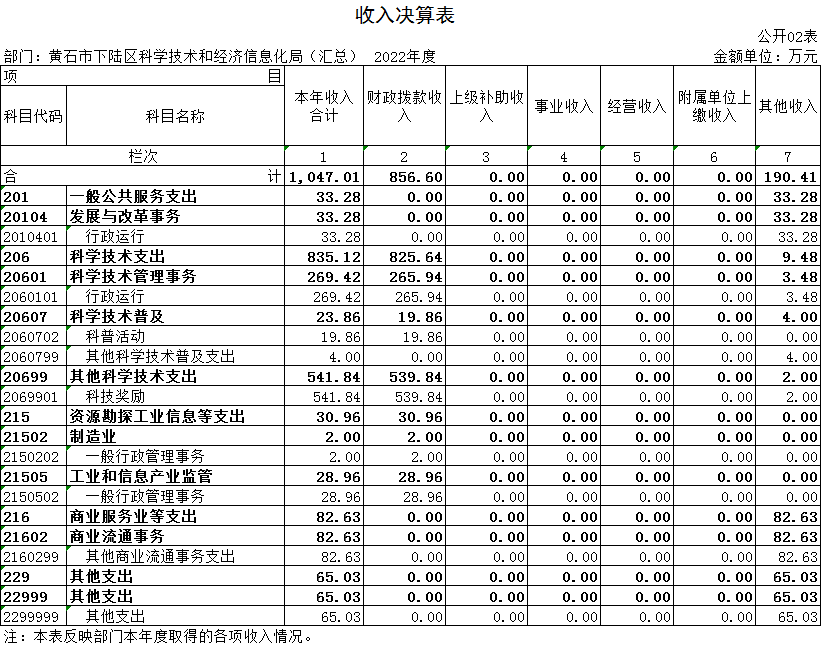 收入决算表
公开02表
部门：黄石市下陆区科学技术和经济信息化局（汇总） 2022年度 金额单位：万元
项 目 本年收入合计 财政拨款收入 上级补助收入 事业收入 经营收入 附属单位上缴收入 其他收入
科目代码 科目名称
栏次 1 2 3 4 5 6 7
合 计 1,047.01 856.60 0.00 0.00 0.00 0.00 190.41
201 一般公共服务支出 33.28 0.00 0.00 0.00 0.00 0.00 33.28
20104 发展与改革事务 33.28 0.00 0.00 0.00 0.00 0.00 33.28
2010401 行政运行 33.28 0.00 0.00 0.00 0.00 0.00 33.28
206 科学技术支出 835.12 825.64 0.00 0.00 0.00 0.00 9.48
20601 科学技术管理事务 269.42 265.94 0.00 0.00 0.00 0.00 3.48
2060101 行政运行 269.42 265.94 0.00 0.00 0.00 0.00 3.48
20607 科学技术普及 23.86 19.86 0.00 0.00 0.00 0.00 4.00
2060702 科普活动 19.86 19.86 0.00 0.00 0.00 0.00 0.00
2060799 其他科学技术普及支出 4.00 0.00 0.00 0.00 0.00 0.00 4.00
20699 其他科学技术支出 541.84 539.84 0.00 0.00 0.00 0.00 2.00
2069901 科技奖励 541.84 539.84 0.00 0.00 0.00 0.00 2.00
215 资源勘探工业信息等支出 30.96 30.96 0.00 0.00 0.00 0.00 0.00
21502 制造业 2.00 2.00 0.00 0.00 0.00 0.00 0.00
2150202 一般行政管理事务 2.00 2.00 0.00 0.00 0.00 0.00 0.00
21505 工业和信息产业监管 28.96 28.96 0.00 0.00 0.00 0.00 0.00
2150502 一般行政管理事务 28.96 28.96 0.00 0.00 0.00 0.00 0.00
216 商业服务业等支出 82.63 0.00 0.00 0.00 0.00 0.00 82.63
21602 商业流通事务 82.63 0.00 0.00 0.00 0.00 0.00 82.63
2160299 其他商业流通事务支出 82.63 0.00 0.00 0.00 0.00 0.00 82.63
229 其他支出 65.03 0.00 0.00 0.00 0.00 0.00 65.03
22999 其他支出 65.03 0.00 0.00 0.00 0.00 0.00 65.03
2299999 其他支出 65.03 0.00 0.00 0.00 0.00 0.00 65.03
注：本表反映部门本年度取得的各项收入情况。